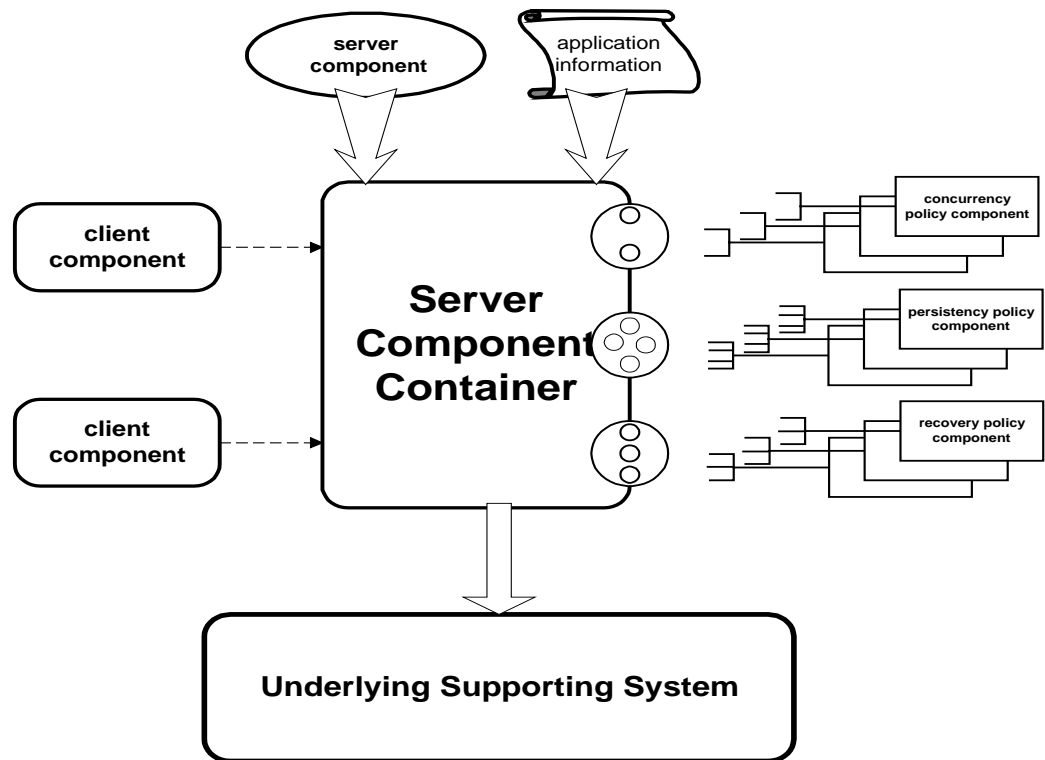 server
component
application
information
client
component
concurrency
policy component
Server
Component
Container
persistency policy
component
client
component
recovery policy
component
Underlying Supporting System